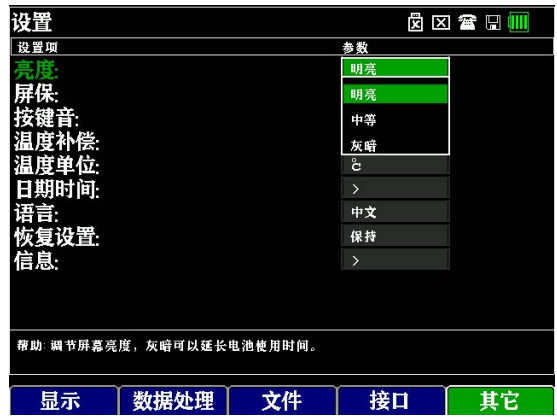 设置
设置项 参数
亮度: 明亮
屏保: 明亮
按键音: 中等
温度补偿: 灰暗
温度单位: ℃
日期时间: >
语言: 中文
恢复设置: 保持
信息: >
帮助: 调节屏幕亮度，灰暗可以延长电池使用时间。
显示 数据处理 文件 接口 其它